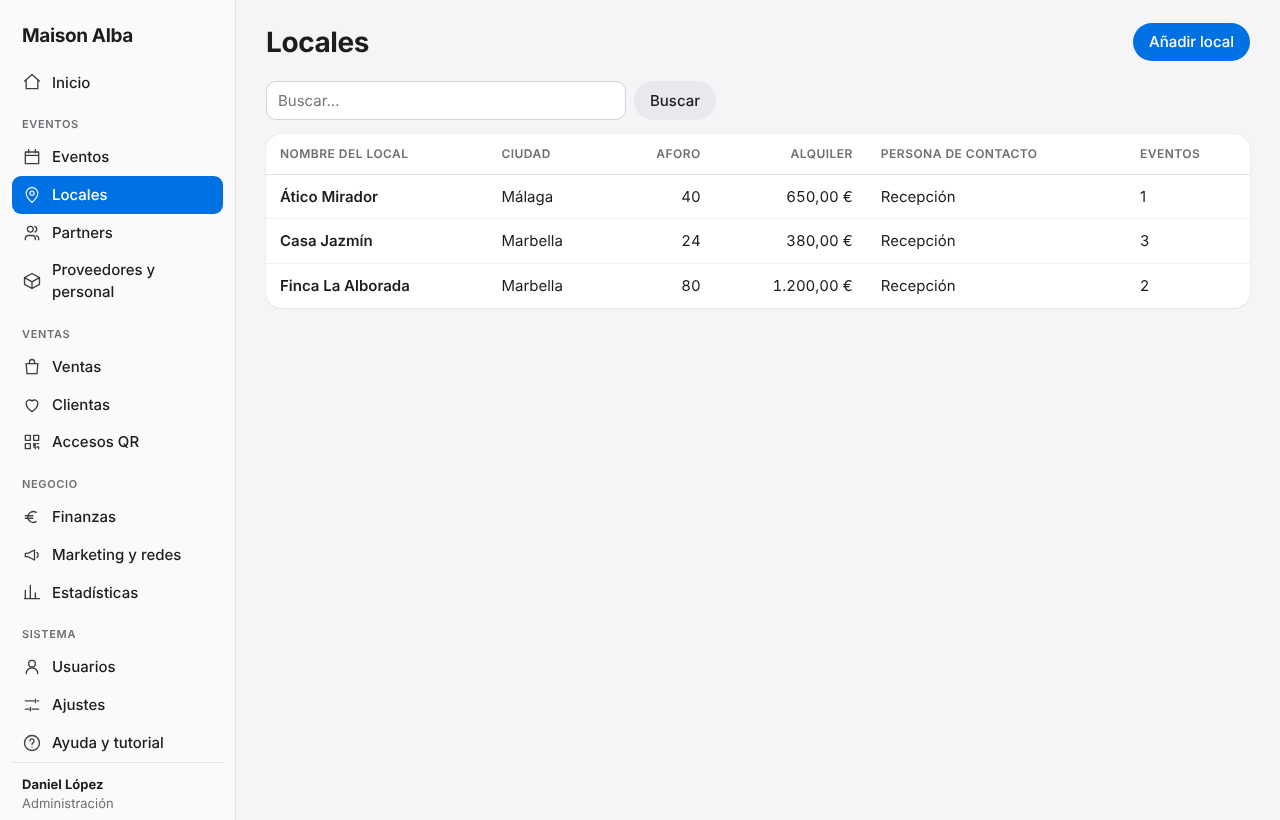 Maison Alba
Inicio
EVENTOS
Eventos
Locales
Partners
Proveedores y
personal
VENTAS
Ventas
Clientas
Accesos QR
NEGOCIO
Finanzas
Marketing y redes
Estadísticas
SISTEMA
Usuarios
Ajustes
Ayuda y tutorial
Daniel López
Administración
Locales
Añadir local
Buscar...
Buscar
NOMBRE DEL LOCAL CIUDAD AFORO ALQUILER PERSONA DE CONTACTO EVENTOS
Ático Mirador Málaga 40 650,00 € Recepción 1
Casa Jazmín Marbella 24 380,00 € Recepción 3
Finca La Alborada Marbella 80 1.200,00 € Recepción 2